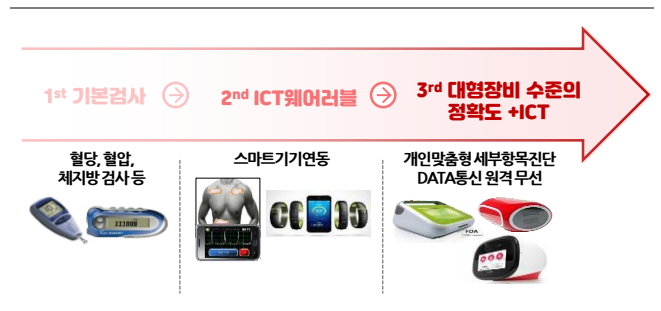 1st 기본검사
2nd ICT웨어러블
3rd 대형장비 수준의
정확도 +ICT
혈당, 혈압,
체지방 검사 등
스마트기기연동
개인맞춤형 세부항목진단
DATA통신 원격 무선
FDA